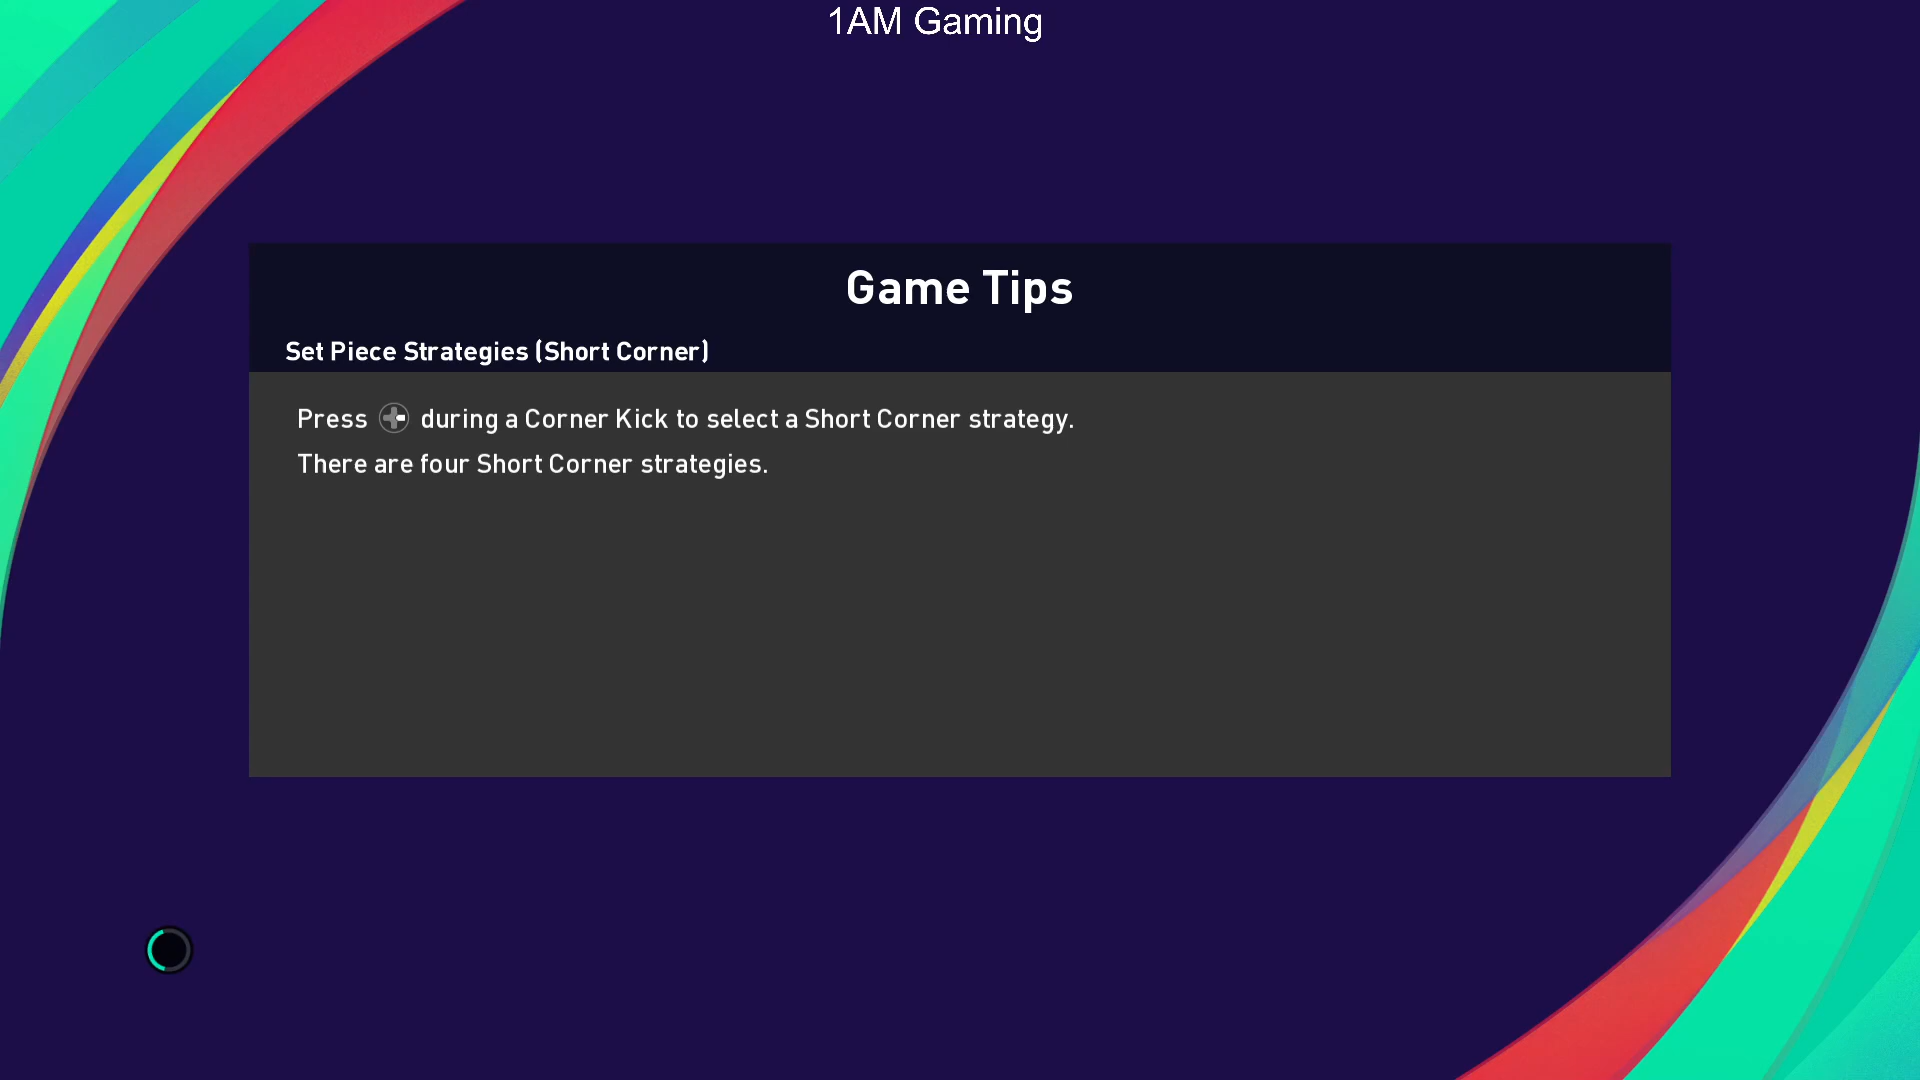 1AM Gaming
Game Tips
Set Piece Strategies (Short Corner)
Press during a Corner Kick to select a Short Corner strategy.
There are four Short Corner strategies.